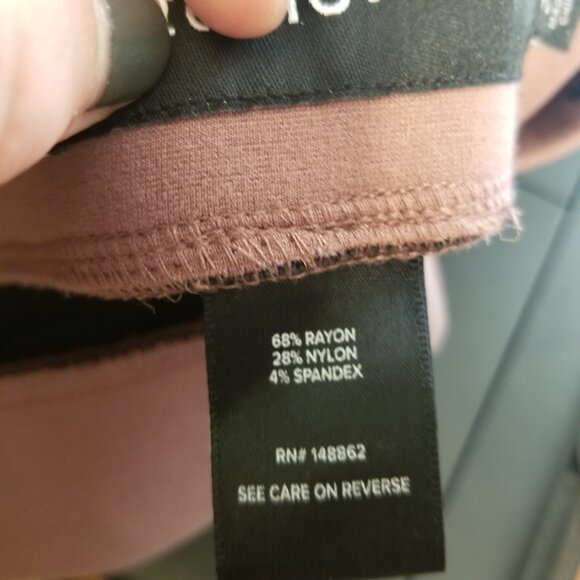 68% RAYON
28% NYLON
4% SPANDEX
RN# 148862
SEE CARE ON REVERSE